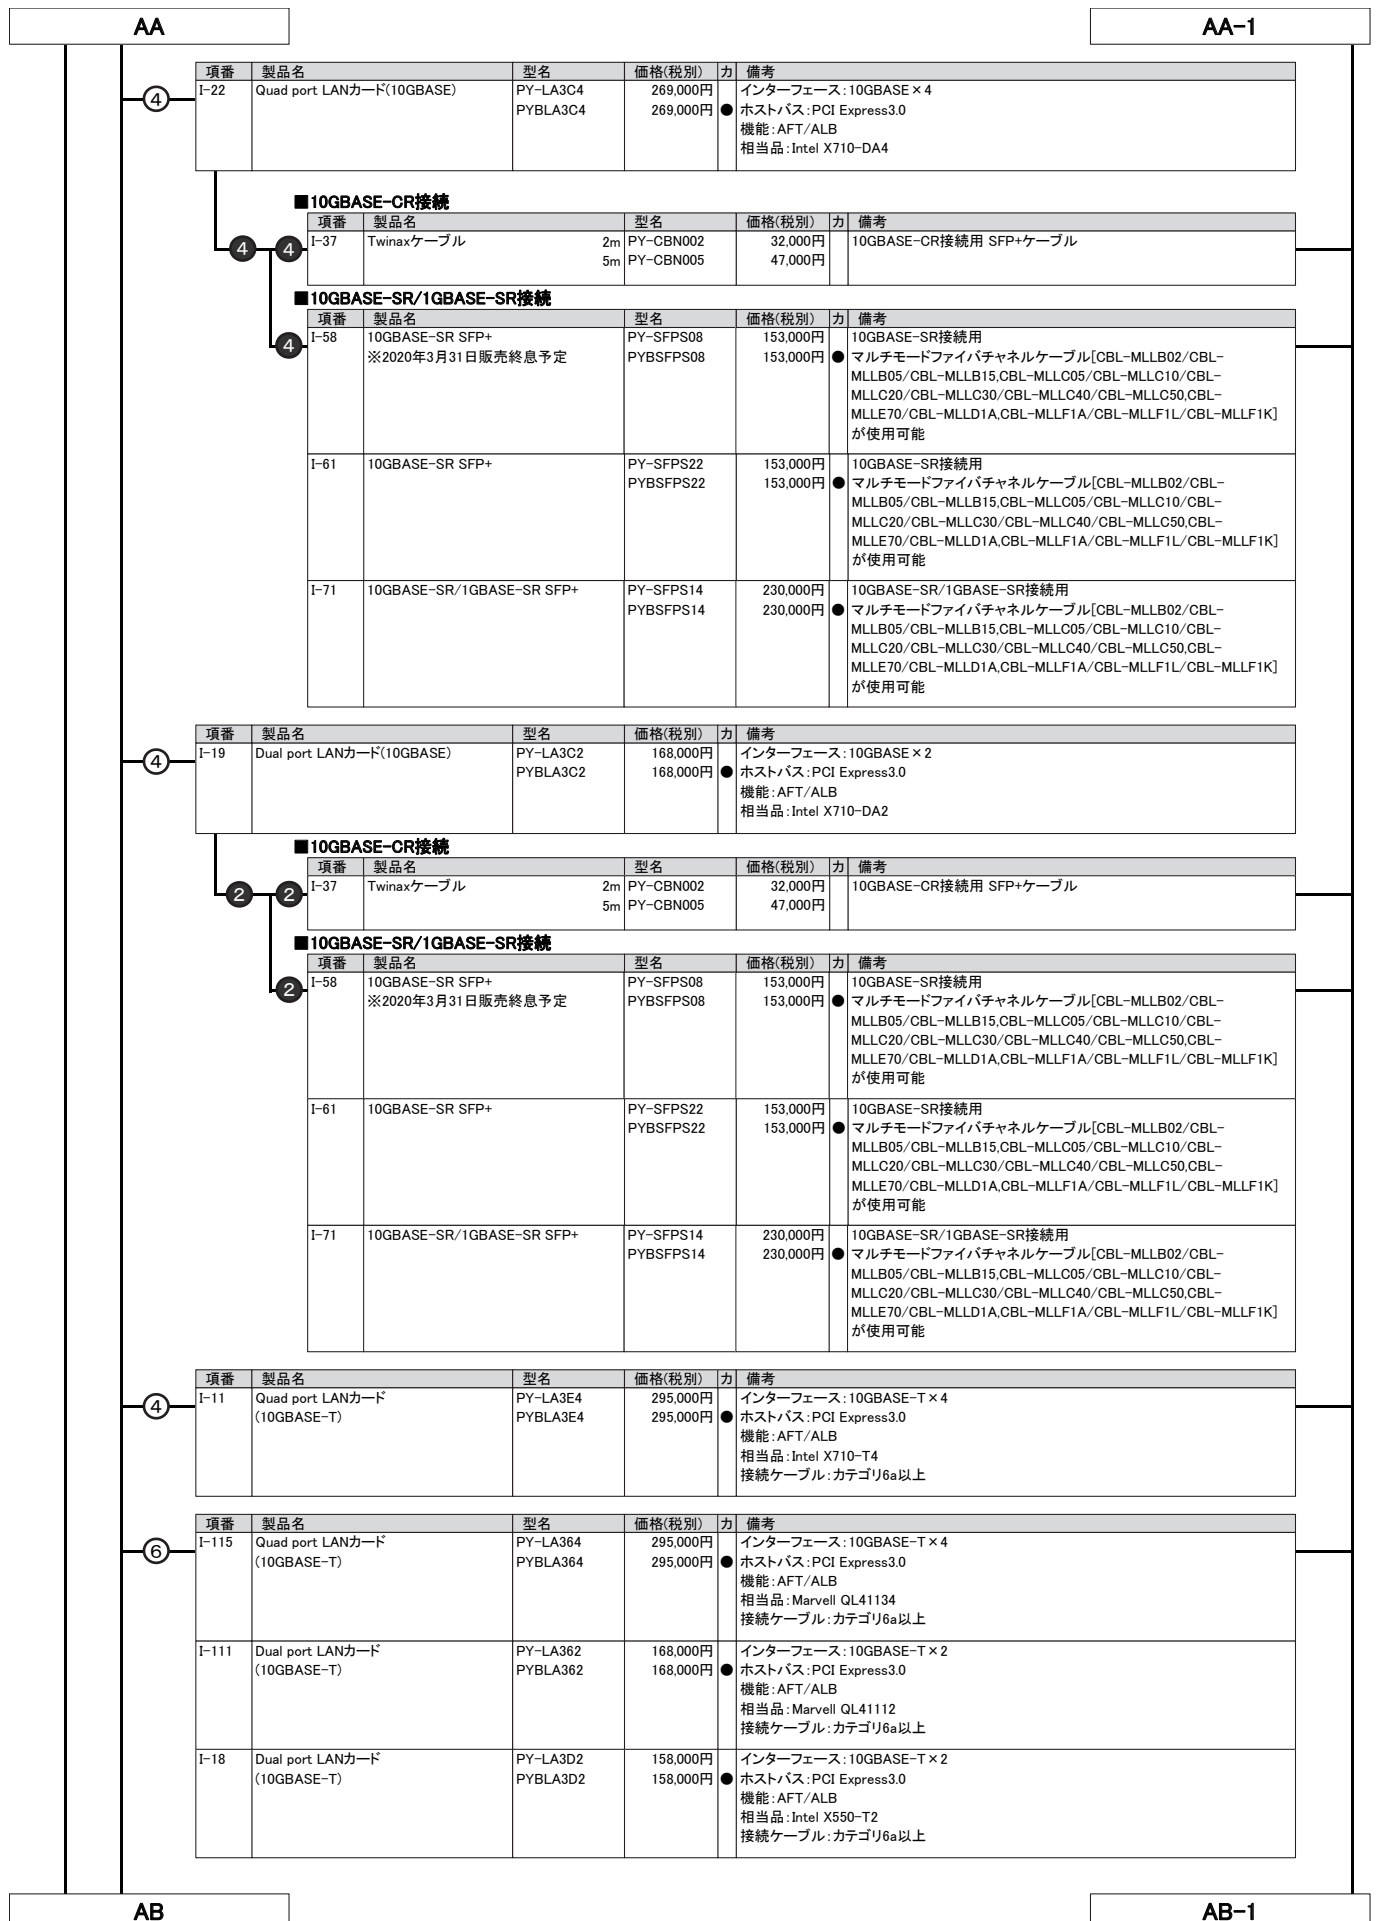 AA
AA-1
項番 製品名 型名 価格(税別) カ 備考
④
I-22 Quad port LANカード(10GBASE) PY-LA3C4 269,000円 インターフェース：10GBASE×4
PYBLA3C4 269,000円 ● ホストバス：PCI Express3.0
機能：AFT/ALB
相当品：Intel X710-DA4
■10GBASE-CR接続
項番 製品名 型名 価格(税別) カ 備考
4 4
I-37 Twinaxケーブル 2m PY-CBN002 32,000円 10GBASE-CR接続用 SFP+ケーブル
5m PY-CBN005 47,000円
■10GBASE-SR/1GBASE-SR接続
項番 製品名 型名 価格(税別) カ 備考
4
I-58 10GBASE-SR SFP+ PY-SFPS08 153,000円 10GBASE-SR接続用
※2020年3月31日販売終息予定 PYBSFPS08 153,000円 ● マルチモードファイバチャネルケーブル[CBL-MLLB02/CBL-
MLLB05/CBL-MLLB15,CBL-MLLC05/CBL-MLLC10/CBL-
MLLC20/CBL-MLLC30/CBL-MLLC40/CBL-MLLC50,CBL-
MLLE70/CBL-MLLD1A,CBL-MLLF1A/CBL-MLLF1L/CBL-MLLF1K]
が使用可能
I-61 10GBASE-SR SFP+ PY-SFPS22 153,000円 10GBASE-SR接続用
PYBSFPS22 153,000円 ● マルチモードファイバチャネルケーブル[CBL-MLLB02/CBL-
MLLB05/CBL-MLLB15,CBL-MLLC05/CBL-MLLC10/CBL-
MLLC20/CBL-MLLC30/CBL-MLLC40/CBL-MLLC50,CBL-
MLLE70/CBL-MLLD1A,CBL-MLLF1A/CBL-MLLF1L/CBL-MLLF1K]
が使用可能
I-71 10GBASE-SR/1GBASE-SR SFP+ PY-SFPS14 230,000円 10GBASE-SR/1GBASE-SR接続用
PYBSFPS14 230,000円 ● マルチモードファイバチャネルケーブル[CBL-MLLB02/CBL-
MLLB05/CBL-MLLB15,CBL-MLLC05/CBL-MLLC10/CBL-
MLLC20/CBL-MLLC30/CBL-MLLC40/CBL-MLLC50,CBL-
MLLE70/CBL-MLLD1A,CBL-MLLF1A/CBL-MLLF1L/CBL-MLLF1K]
が使用可能
項番 製品名 型名 価格(税別) カ 備考
④
I-19 Dual port LANカード(10GBASE) PY-LA3C2 168,000円 インターフェース：10GBASE×2
PYBLA3C2 168,000円 ● ホストバス：PCI Express3.0
機能：AFT/ALB
相当品：Intel X710-DA2
■10GBASE-CR接続
項番 製品名 型名 価格(税別) カ 備考
2 2
I-37 Twinaxケーブル 2m PY-CBN002 32,000円 10GBASE-CR接続用 SFP+ケーブル
5m PY-CBN005 47,000円
■10GBASE-SR/1GBASE-SR接続
項番 製品名 型名 価格(税別) カ 備考
2
I-58 10GBASE-SR SFP+ PY-SFPS08 153,000円 10GBASE-SR接続用
※2020年3月31日販売終息予定 PYBSFPS08 153,000円 ● マルチモードファイバチャネルケーブル[CBL-MLLB02/CBL-
MLLB05/CBL-MLLB15,CBL-MLLC05/CBL-MLLC10/CBL-
MLLC20/CBL-MLLC30/CBL-MLLC40/CBL-MLLC50,CBL-
MLLE70/CBL-MLLD1A,CBL-MLLF1A/CBL-MLLF1L/CBL-MLLF1K]
が使用可能
I-61 10GBASE-SR SFP+ PY-SFPS22 153,000円 10GBASE-SR接続用
PYBSFPS22 153,000円 ● マルチモードファイバチャネルケーブル[CBL-MLLB02/CBL-
MLLB05/CBL-MLLB15,CBL-MLLC05/CBL-MLLC10/CBL-
MLLC20/CBL-MLLC30/CBL-MLLC40/CBL-MLLC50,CBL-
MLLE70/CBL-MLLD1A,CBL-MLLF1A/CBL-MLLF1L/CBL-MLLF1K]
が使用可能
I-71 10GBASE-SR/1GBASE-SR SFP+ PY-SFPS14 230,000円 10GBASE-SR/1GBASE-SR接続用
PYBSFPS14 230,000円 ● マルチモードファイバチャネルケーブル[CBL-MLLB02/CBL-
MLLB05/CBL-MLLB15,CBL-MLLC05/CBL-MLLC10/CBL-
MLLC20/CBL-MLLC30/CBL-MLLC40/CBL-MLLC50,CBL-
MLLE70/CBL-MLLD1A,CBL-MLLF1A/CBL-MLLF1L/CBL-MLLF1K]
が使用可能
項番 製品名 型名 価格(税別) カ 備考
④
I-11 Quad port LANカード PY-LA3E4 295,000円 インターフェース：10GBASE-T×4
(10GBASE-T) PYBLA3E4 295,000円 ● ホストバス：PCI Express3.0
機能：AFT/ALB
相当品：Intel X710-T4
接続ケーブル：カテゴリ6a以上
項番 製品名 型名 価格(税別) カ 備考
⑥
I-115 Quad port LANカード PY-LA364 295,000円 インターフェース：10GBASE-T×4
(10GBASE-T) PYBLA364 295,000円 ● ホストバス：PCI Express3.0
機能：AFT/ALB
相当品：Marvell QL41134
接続ケーブル：カテゴリ6a以上
I-111 Dual port LANカード PY-LA362 168,000円 インターフェース：10GBASE-T×2
(10GBASE-T) PYBLA362 168,000円 ● ホストバス：PCI Express3.0
機能：AFT/ALB
相当品：Marvell QL41112
接続ケーブル：カテゴリ6a以上
I-18 Dual port LANカード PY-LA3D2 158,000円 インターフェース：10GBASE-T×2
(10GBASE-T) PYBLA3D2 158,000円 ● ホストバス：PCI Express3.0
機能：AFT/ALB
相当品：Intel X550-T2
接続ケーブル：カテゴリ6a以上
AB
AB-1